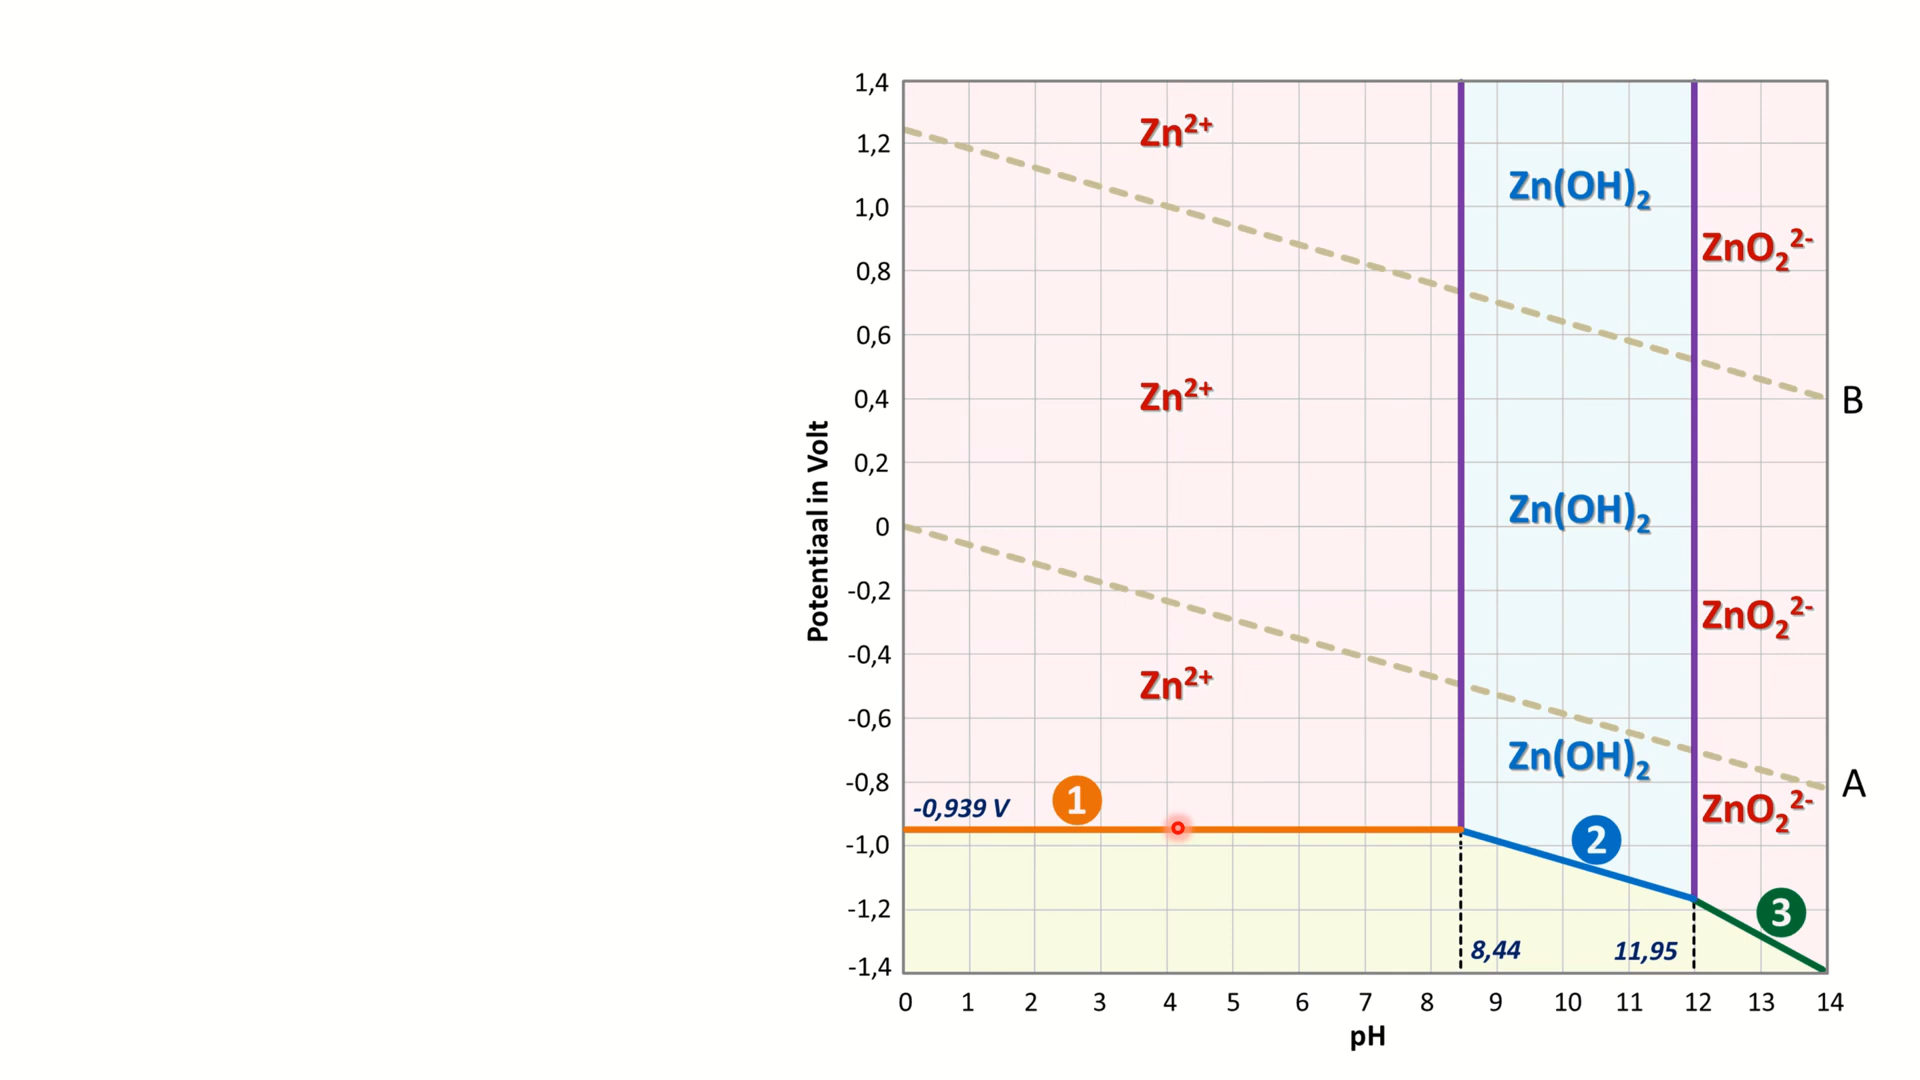 1,4
1,2
1,0
0,8
0,6
0,4
0,2
0
-0,2
-0,4
-0,6
-0,8
-1,0
-1,2
-1,4
Potentiaal in Volt
Zn²⁺
Zn(OH)₂
ZnO₂²⁻
B
Zn²⁺
Zn(OH)₂
ZnO₂²⁻
Zn²⁺
Zn(OH)₂
A
ZnO₂²⁻
-0,939 V
1
2
3
8,44
11,95
0 1 2 3 4 5 6 7 8 9 10 11 12 13 14
pH